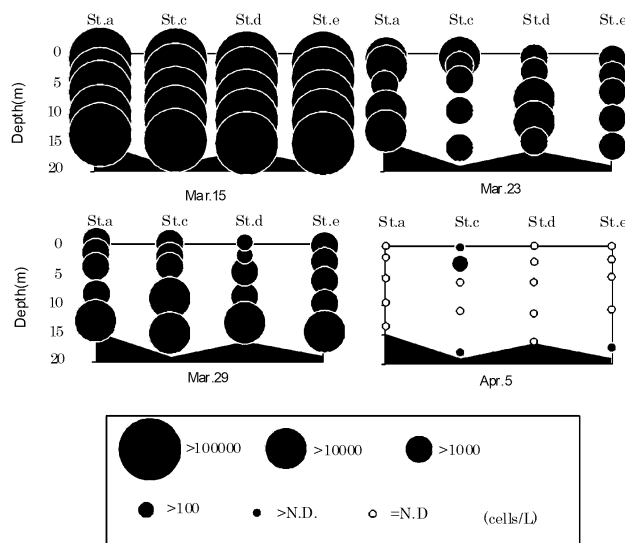 St.a St.c St.d St.e
St.a St.c St.d St.e
Depth(m)
0
5
10
15
20
Mar.15
Mar.23
St.a St.c St.d St.e
St.a St.c St.d St.e
Depth(m)
0
5
10
15
20
Mar.29
Apr.5
>100000 >10000 >1000
>100 >N.D. =N.D (cells/L)